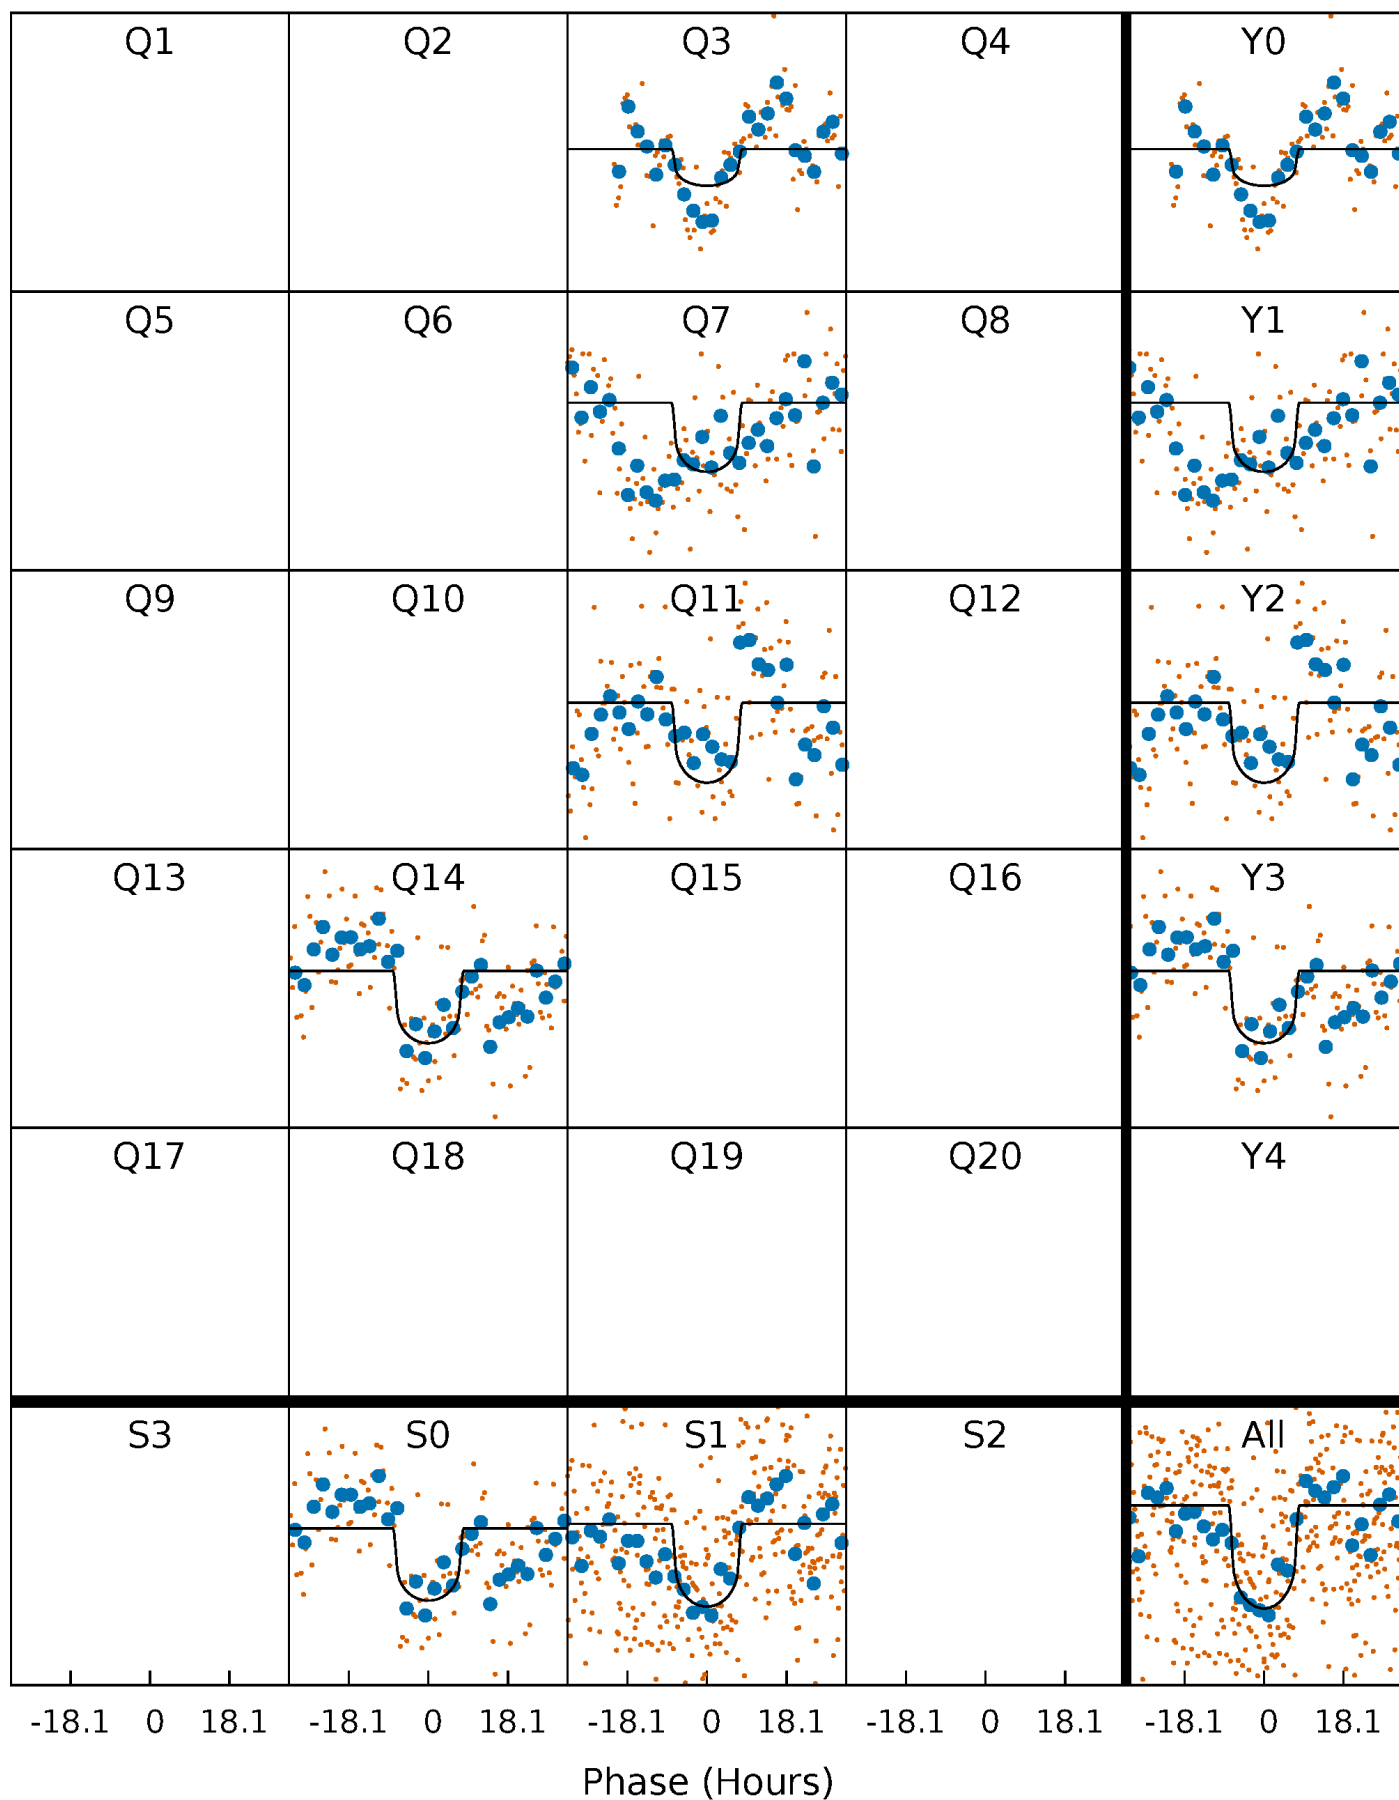 Q1 Q2 Q3 Q4 Y0
Q5 Q6 Q7 Q8 Y1
Q9 Q10 Q11 Q12 Y2
Q13 Q14 Q15 Q16 Y3
Q17 Q18 Q19 Q20 Y4
S3 S0 S1 S2 All
-18.1 0 18.1 -18.1 0 18.1 -18.1 0 18.1 -18.1 0 18.1 -18.1 0 18.1
Phase (Hours)